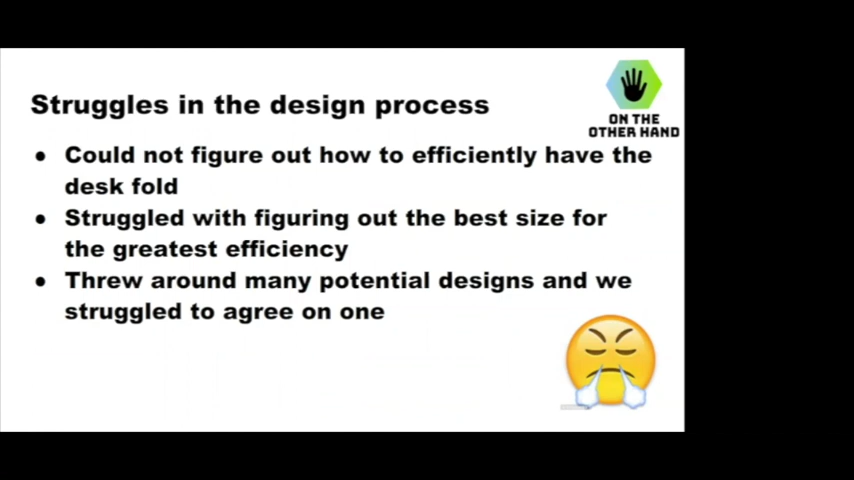 Struggles in the design process
ON THE
OTHER HAND
● Could not figure out how to efficiently have the
desk fold
● Struggled with figuring out the best size for
the greatest efficiency
● Threw around many potential designs and we
struggled to agree on one